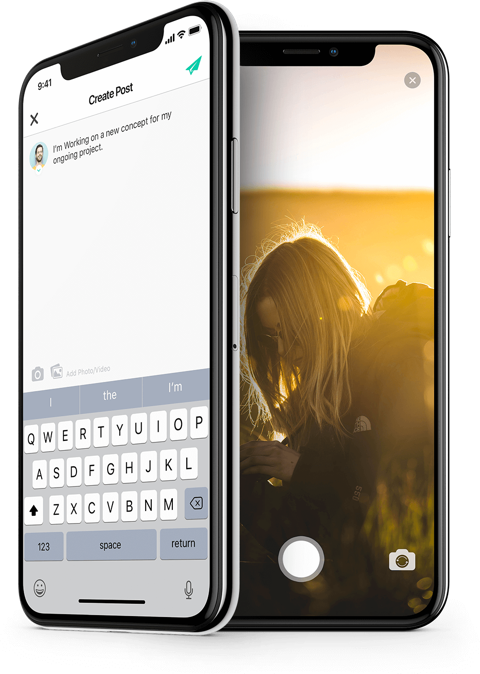 9:41
Create Post
I'm Working on a new concept for my
ongoing project.
Add Photo/Video
I the I'm
Q W E R T Y U I O P
A S D F G H J K L
Z X C V B N M
123 space return